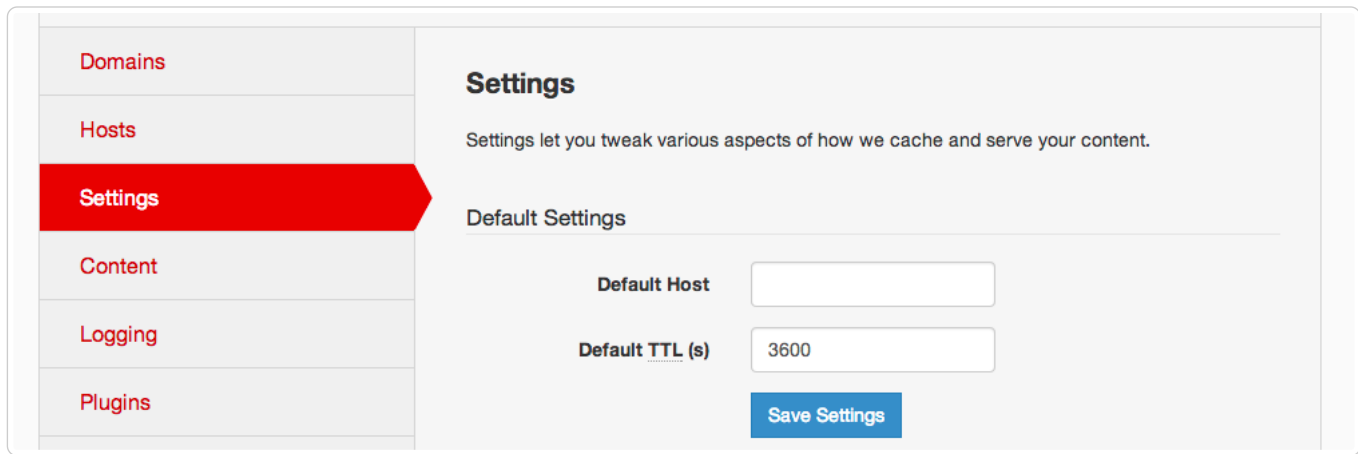 Domains
Hosts
Settings
Content
Logging
Plugins
Settings
Settings let you tweak various aspects of how we cache and serve your content.
Default Settings
Default Host
Default TTL (s) 3600
Save Settings